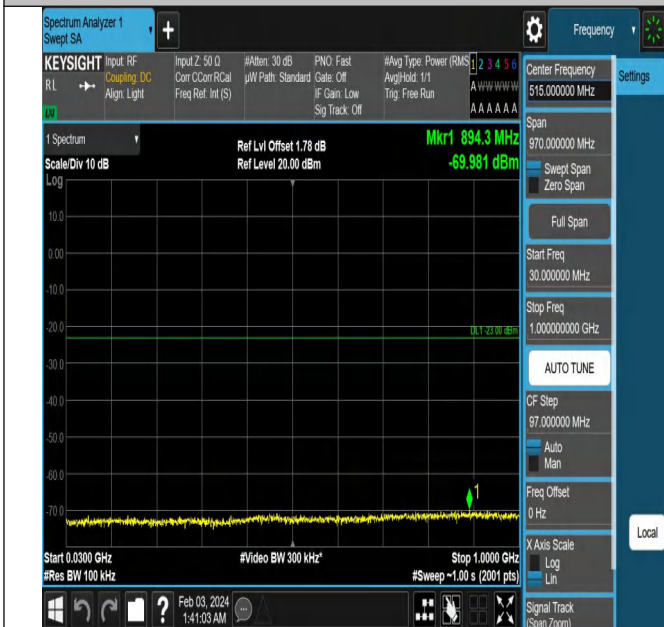 Spectrum Analyzer 1
Swept SA
Frequency
KEYSIGHT
RL
Input: RF
Coupling: DC
Align: Light
Input Z: 50 Ω
Corr CCorr RCal
Freq Ref: Int (S)
#Atten: 30 dB
µW Path: Standard
PNO: Fast
Gate: Off
IF Gain: Low
Sig Track: Off
#Avg Type: Power (RMS
Avg|Hold: 1/1
Trig: Free Run
1 2 3 4 5 6
A W W W W W
A A A A A A
1 Spectrum
Scale/Div 10 dB
Ref Lvl Offset 1.78 dB
Ref Level 20.00 dBm
Mkr1 894.3 MHz
-69.981 dBm
Log
10.0
0.00
-10.0
-20.0
DL1 -23.00 dBm
-30.0
-40.0
-50.0
-60.0
1
-70.0
Start 0.0300 GHz
#Res BW 100 kHz
#Video BW 300 kHz*
Stop 1.0000 GHz
#Sweep ~1.00 s (2001 pts)
Feb 03, 2024
1:41:03 AM
Center Frequency
515.000000 MHz
Settings
Span
970.000000 MHz
Swept Span
Zero Span
Full Span
Start Freq
30.000000 MHz
Stop Freq
1.000000000 GHz
AUTO TUNE
CF Step
97.000000 MHz
Auto
Man
Freq Offset
0 Hz
X Axis Scale
Log
Lin
Local
Signal Track
(Span Zoom)